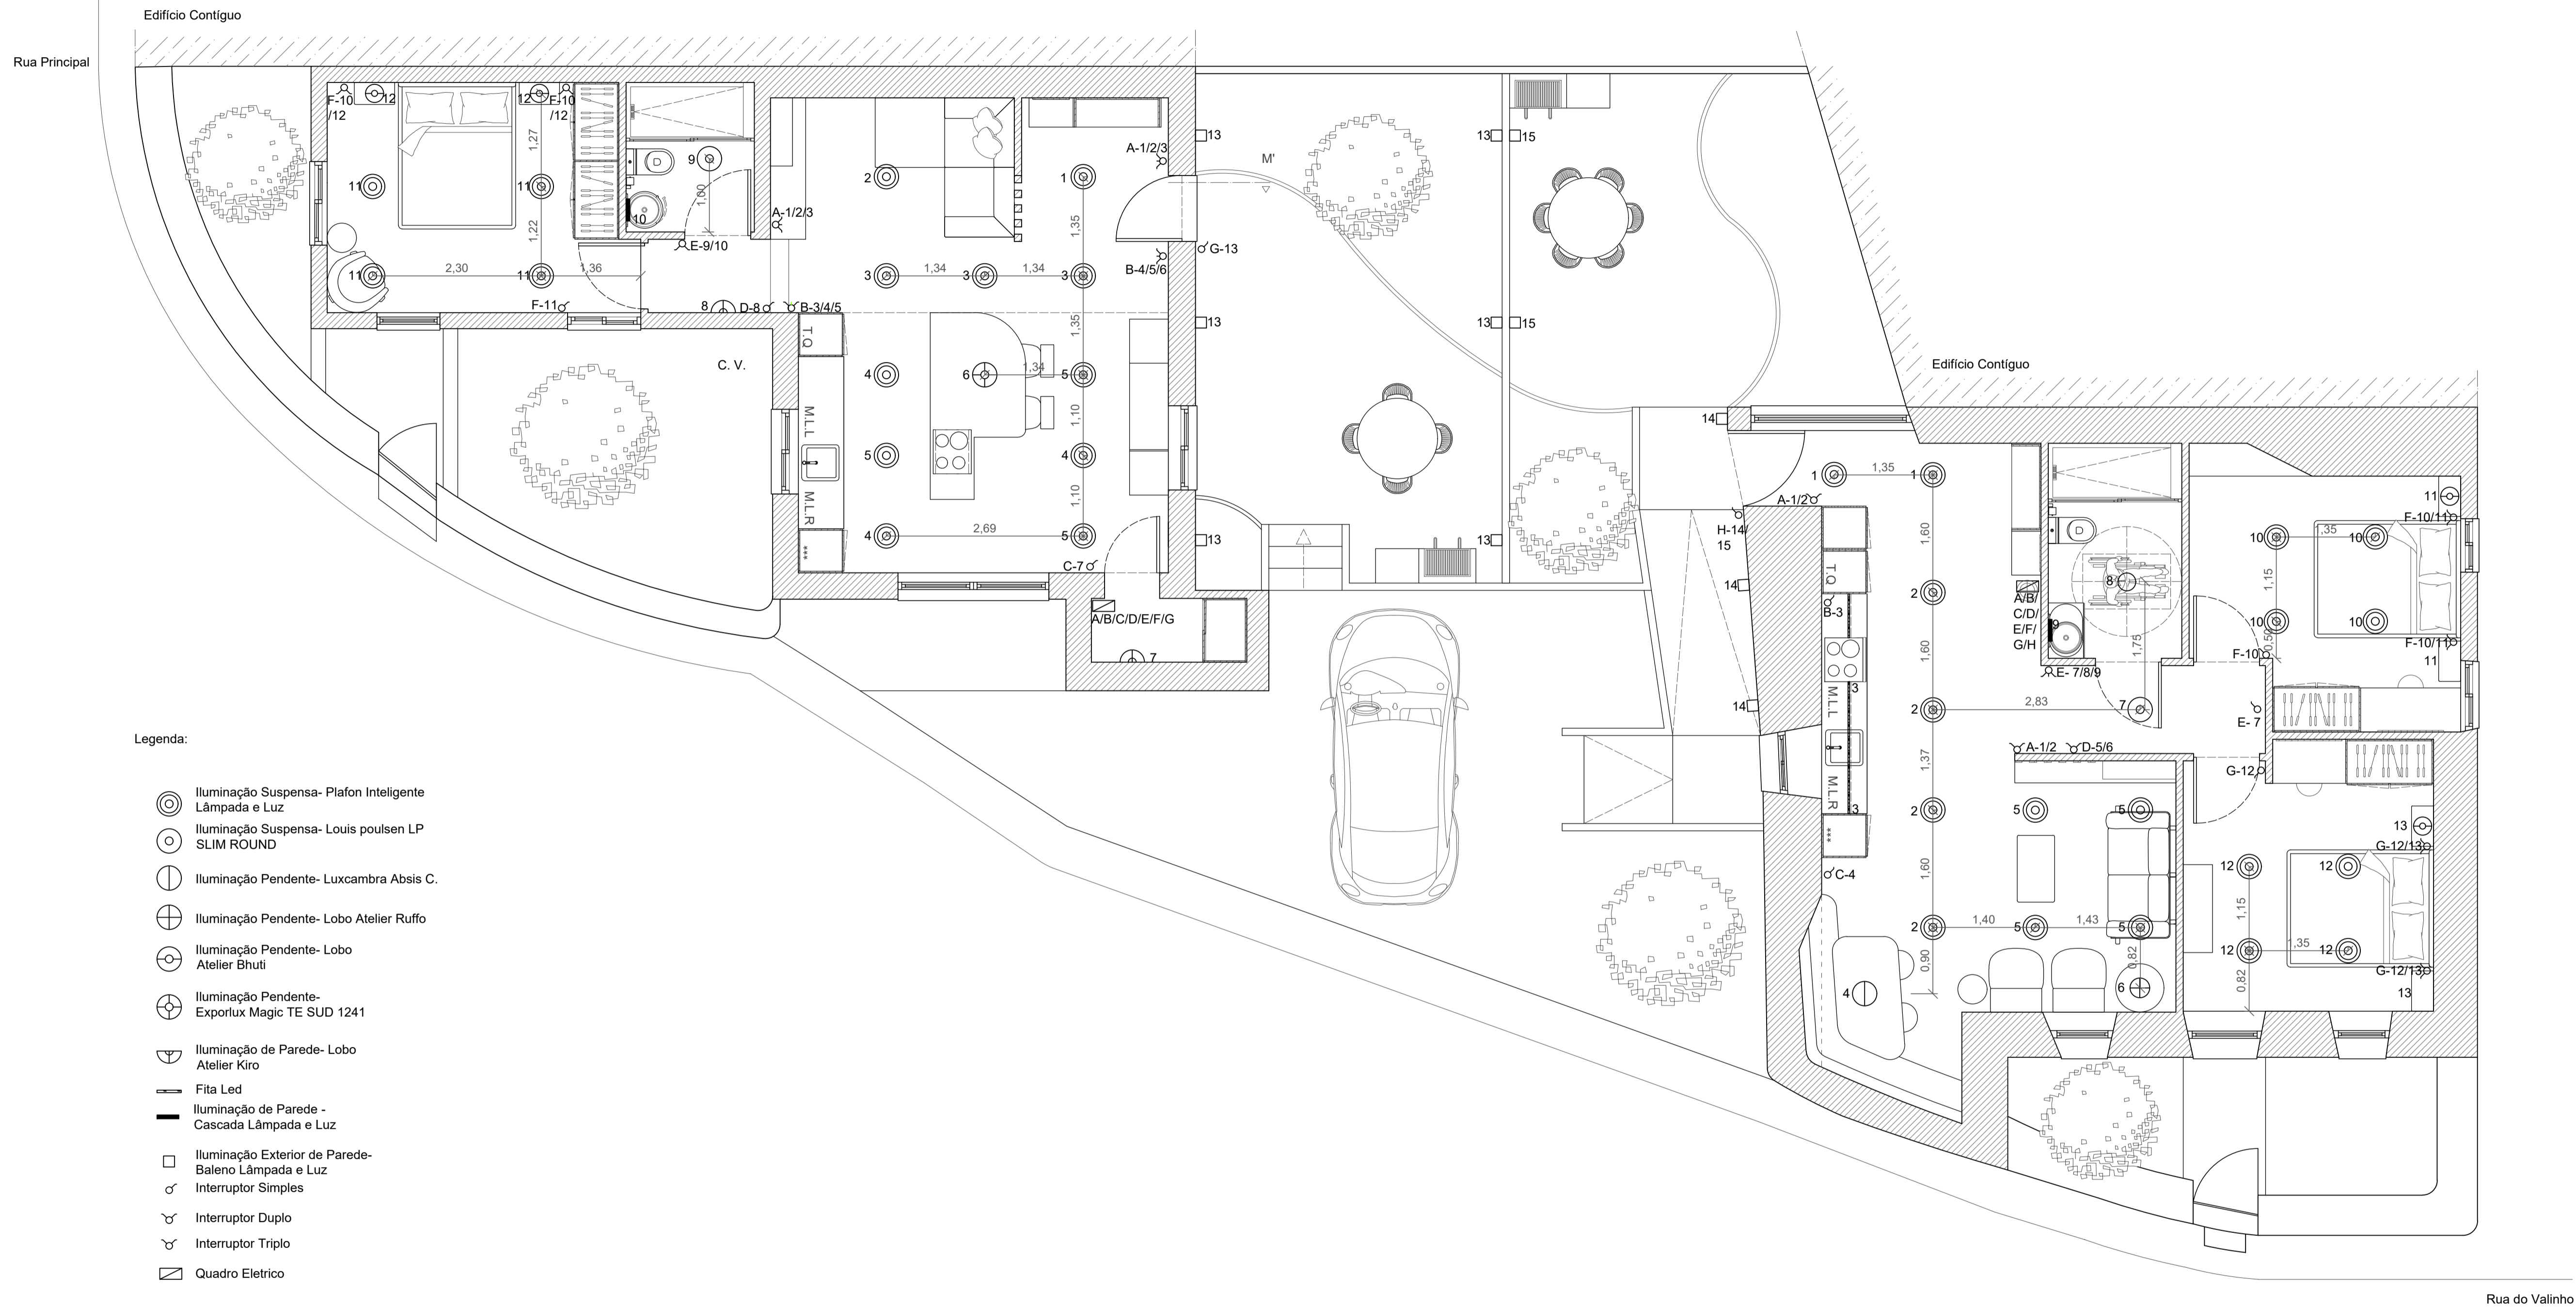 Edifício Contíguo
Rua Principal
F-10
/12
12
12
F-10
/12
1,27
11
11
1,22
11
2,30
11
1,36
F-11
9
1,00
10
E-9/10
8
D-8
B-3/4/5
A-1/2/3
2
1
A-1/2/3
1,35
3
1,34
3
1,34
3
B-4/5/6
G-13
13
13
13
M'
13
15
13
15
13
C. V.
T.Q
M.L.L
M.L.R
***
4
6
1,34
5
1,35
1,10
5
4
1,10
4
2,69
5
C-7
A/B/C/D/E/F/G
7
Edifício Contíguo
14
H-14/
15
14
14
1
1,35
1
A-1/2
T.Q
B-3
3
M.L.L
M.L.R
3
***
C-4
1,60
2
1,60
2
2,83
7
1,37
2
1,60
2
1,40
5
1,43
5
0,90
4
A/B/
C/D/
E/F/
G/H
8
9
1,75
E- 7/8/9
A-1/2
D-5/6
5
5
0,82
6
11
F-10/11
10
1,35
10
1,15
10
10
0,50
F-10
F-10/11
11
E- 7
G-12
13
G-12/13
12
12
1,15
12
1,35
12
G-12/13
0,82
13
Legenda:
Iluminação Suspensa- Plafon Inteligente
Lâmpada e Luz
Iluminação Suspensa- Louis poulsen LP
SLIM ROUND
Iluminação Pendente- Luxcambra Absis C.
Iluminação Pendente- Lobo Atelier Ruffo
Iluminação Pendente- Lobo
Atelier Bhuti
Iluminação Pendente-
Exporlux Magic TE SUD 1241
Iluminação de Parede- Lobo
Atelier Kiro
Fita Led
Iluminação de Parede -
Cascada Lâmpada e Luz
Iluminação Exterior de Parede-
Baleno Lâmpada e Luz
Interruptor Simples
Interruptor Duplo
Interruptor Triplo
Quadro Eletrico
Rua do Valinho